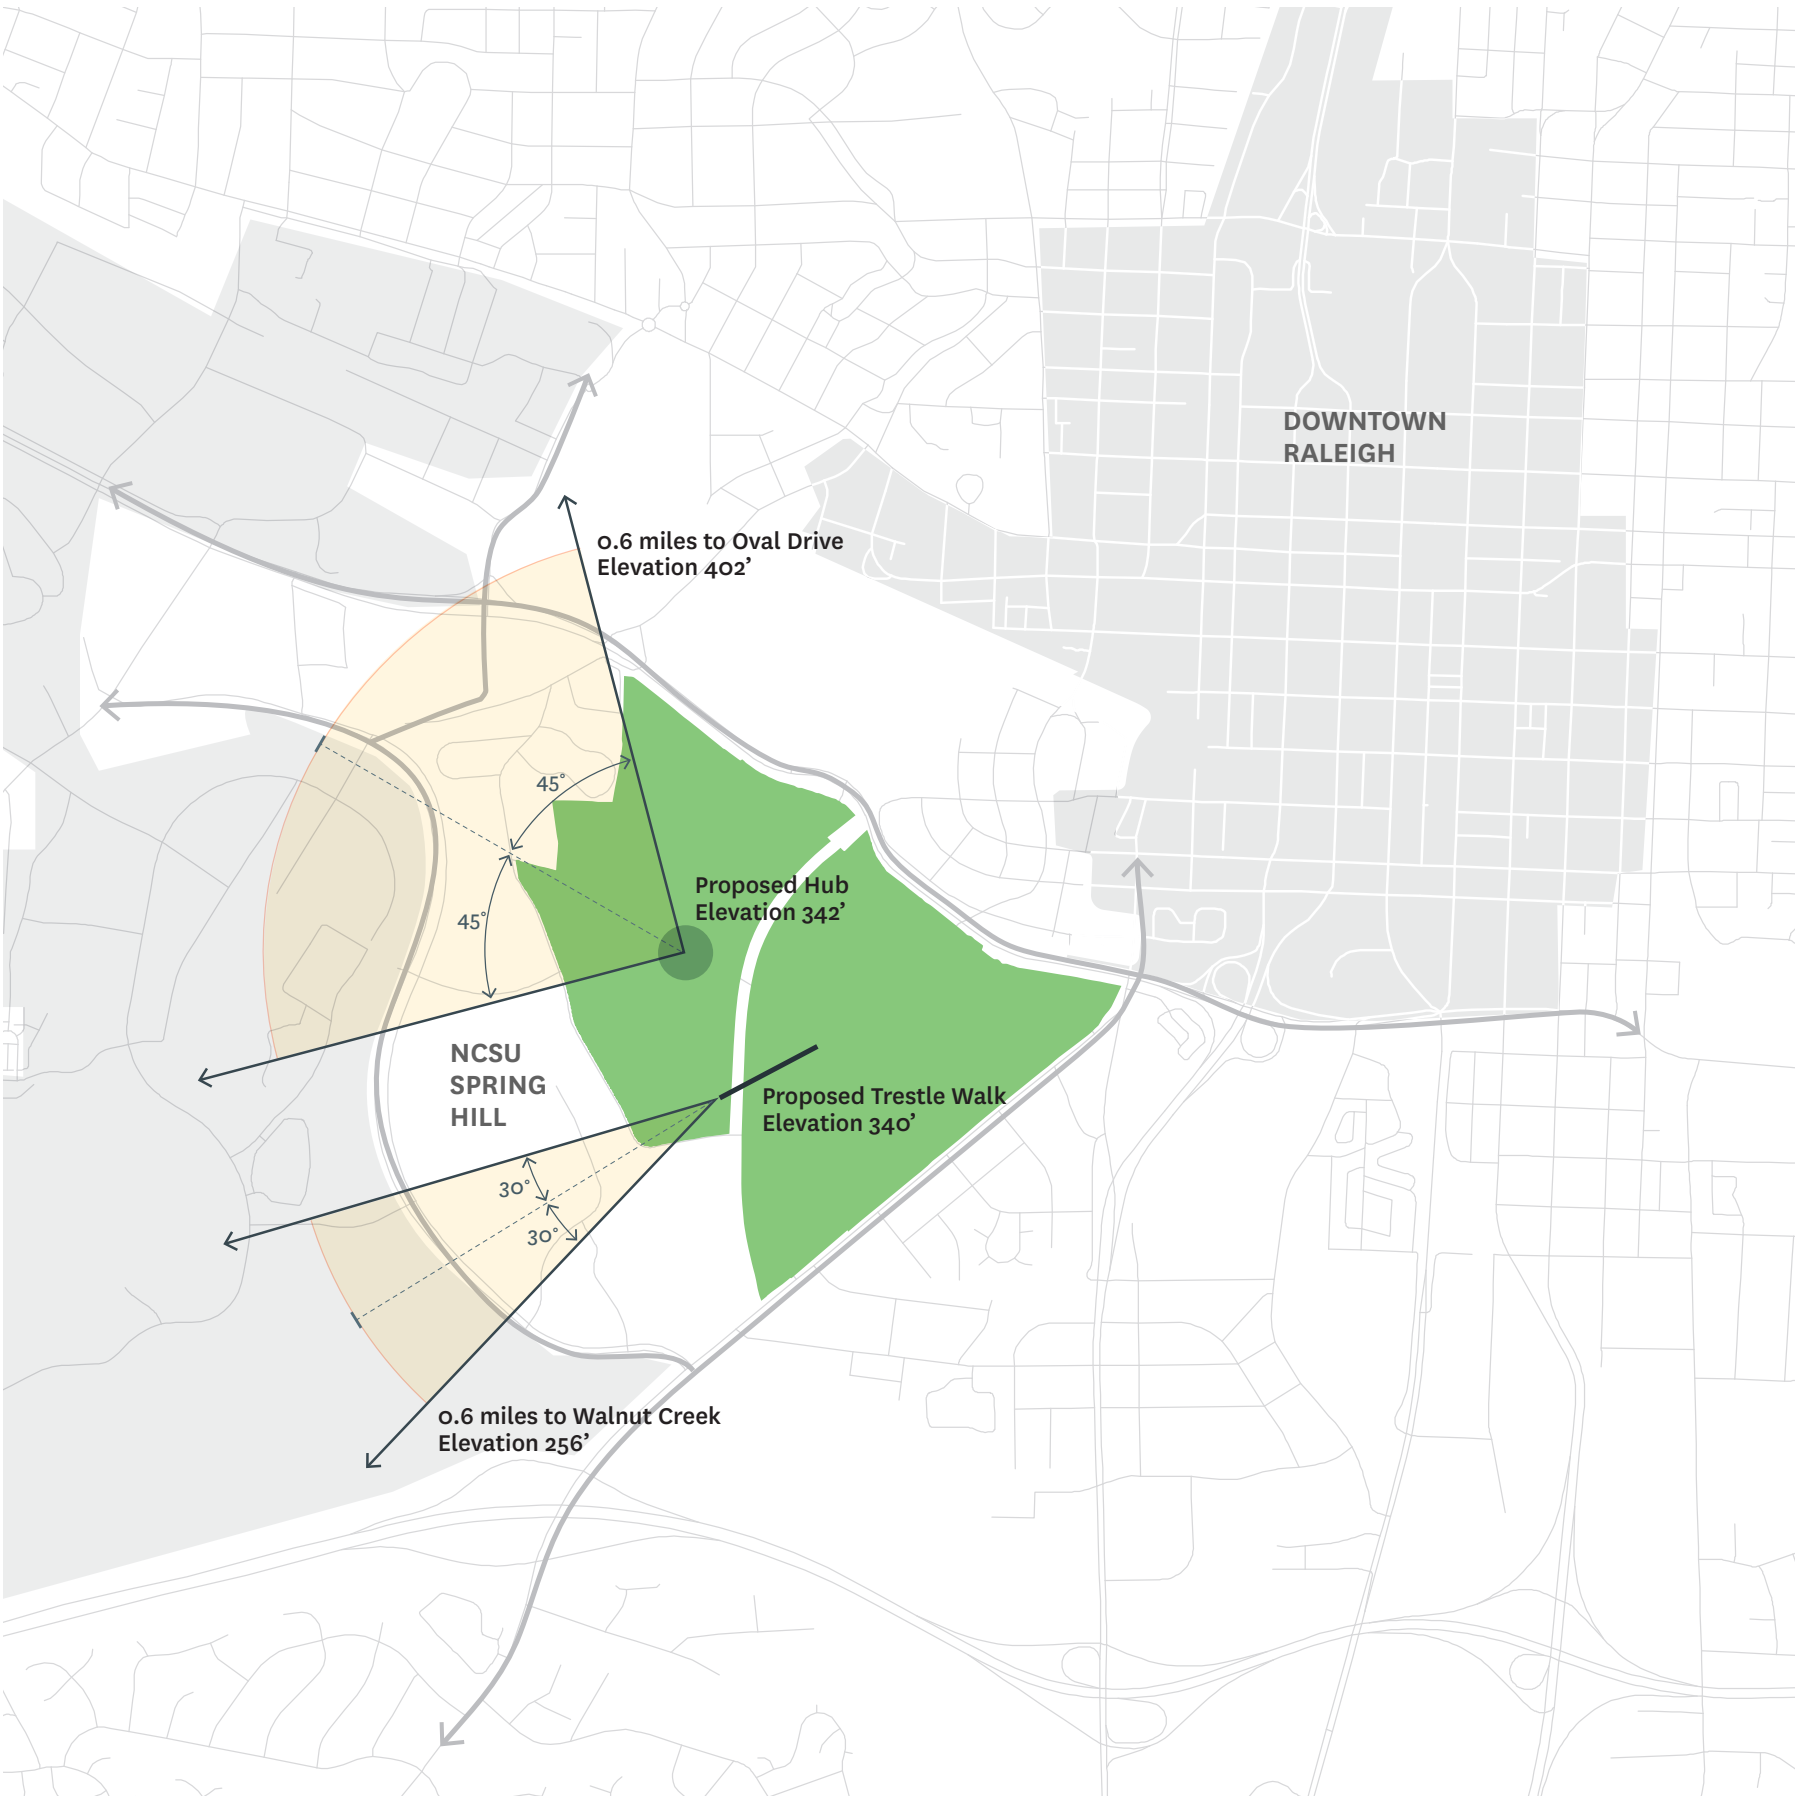 DOWNTOWN
RALEIGH
0.6 miles to Oval Drive
Elevation 402’
45°
Proposed Hub
Elevation 342’
45°
NCSU
SPRING
HILL
Proposed Trestle Walk
Elevation 340’
30°
30°
0.6 miles to Walnut Creek
Elevation 256’